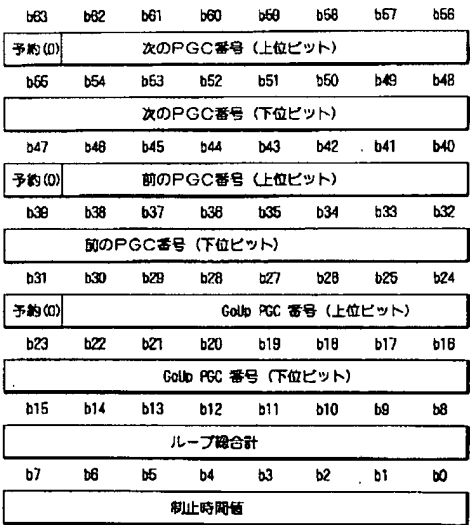 b63 b62 b61 b60 b59 b58 b57 b56
予約(0) 次のPGC番号(上位ビット)
b55 b54 b53 b52 b51 b50 b49 b48
次のPGC番号(下位ビット)
b47 b46 b45 b44 b43 b42 b41 b40
予約(0) 前のPGC番号(上位ビット)
b39 b38 b37 b36 b35 b34 b33 b32
前のPGC番号(下位ビット)
b31 b30 b29 b28 b27 b26 b25 b24
予約(0) GoUp PGC 番号(上位ビット)
b23 b22 b21 b20 b19 b18 b17 b16
GoUp PGC 番号(下位ビット)
b15 b14 b13 b12 b11 b10 b9 b8
ループ総合計
b7 b6 b5 b4 b3 b2 b1 b0
制止時間値